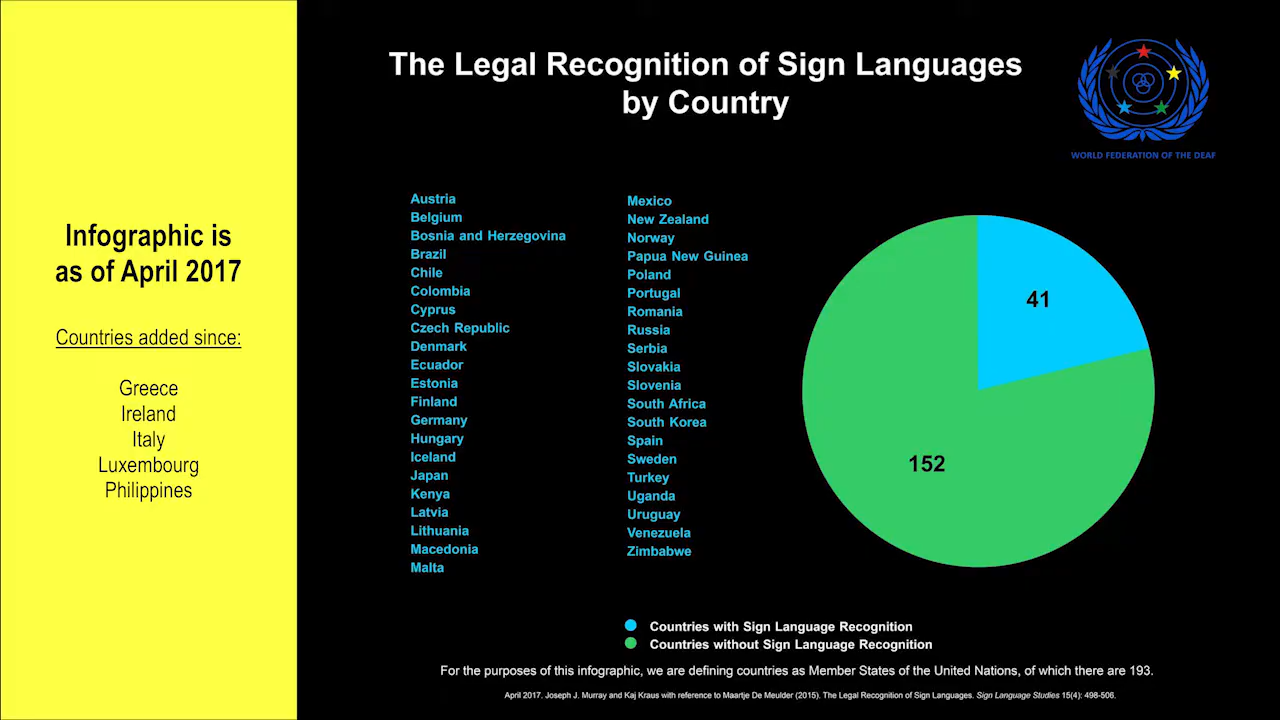 Infographic is
as of April 2017
Countries added since:
Greece
Ireland
Italy
Luxembourg
Philippines
The Legal Recognition of Sign Languages
by Country
WORLD FEDERATION OF THE DEAF
Austria
Belgium
Bosnia and Herzegovina
Brazil
Chile
Colombia
Cyprus
Czech Republic
Denmark
Ecuador
Estonia
Finland
Germany
Hungary
Iceland
Japan
Kenya
Latvia
Lithuania
Macedonia
Malta
Mexico
New Zealand
Norway
Papua New Guinea
Poland
Portugal
Romania
Russia
Serbia
Slovakia
Slovenia
South Africa
South Korea
Spain
Sweden
Turkey
Uganda
Uruguay
Venezuela
Zimbabwe
41
152
Countries with Sign Language Recognition
Countries without Sign Language Recognition
For the purposes of this infographic, we are defining countries as Member States of the United Nations, of which there are 193.
April 2017. Joseph J. Murray and Kaj Kraus with reference to Maartje De Meulder (2015). The Legal Recognition of Sign Languages. Sign Language Studies 15(4): 498-506.